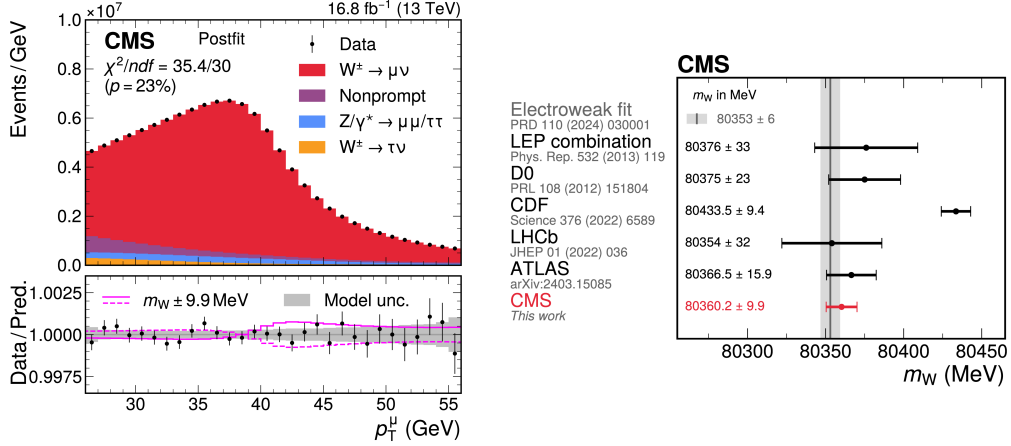 ×10⁷
16.8 fb⁻¹ (13 TeV)
CMS
Postfit
χ²/ndf = 35.4/30
(p = 23%)
Data
W± → μν
Nonprompt
Z/γ* → μμ/ττ
W± → τν
Events/GeV
1.0
0.8
0.6
0.4
0.2
0.0
m_W ± 9.9 MeV
Model unc.
Data/Pred.
1.0025
1.0000
0.9975
30
35
40
45
50
55
p_T^μ (GeV)
Electroweak fit
PRD 110 (2024) 030001
LEP combination
Phys. Rep. 532 (2013) 119
D0
PRL 108 (2012) 151804
CDF
Science 376 (2022) 6589
LHCb
JHEP 01 (2022) 036
ATLAS
arXiv:2403.15085
CMS
This work
CMS
m_W in MeV
80353 ± 6
80376 ± 33
80375 ± 23
80433.5 ± 9.4
80354 ± 32
80366.5 ± 15.9
80360.2 ± 9.9
80300
80350
80400
80450
m_W (MeV)